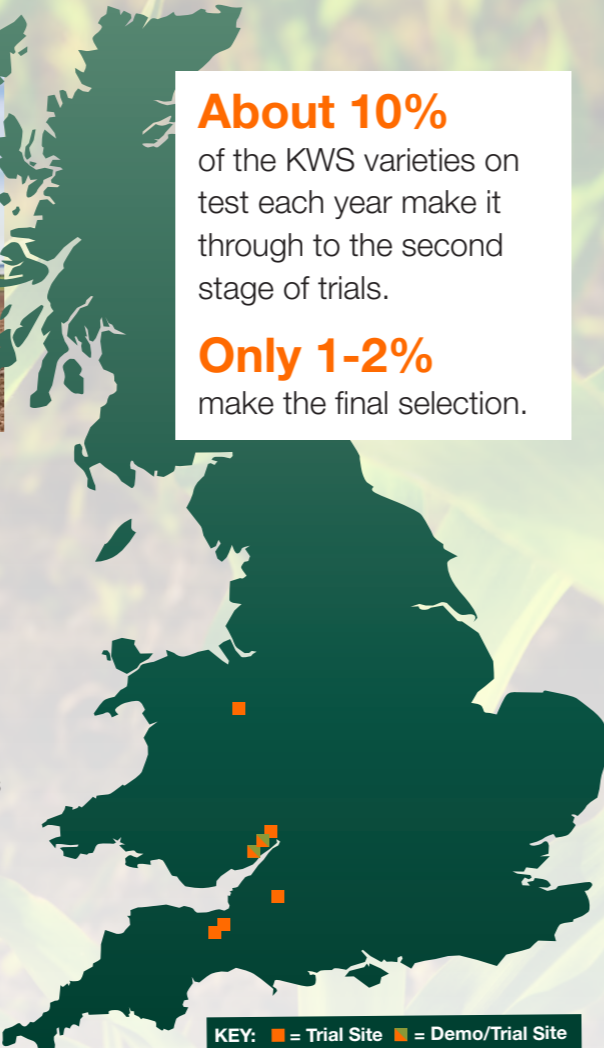 About 10%
of the KWS varieties on
test each year make it
through to the second
stage of trials.
Only 1-2%
make the final selection.
KEY: = Trial Site = Demo/Trial Site